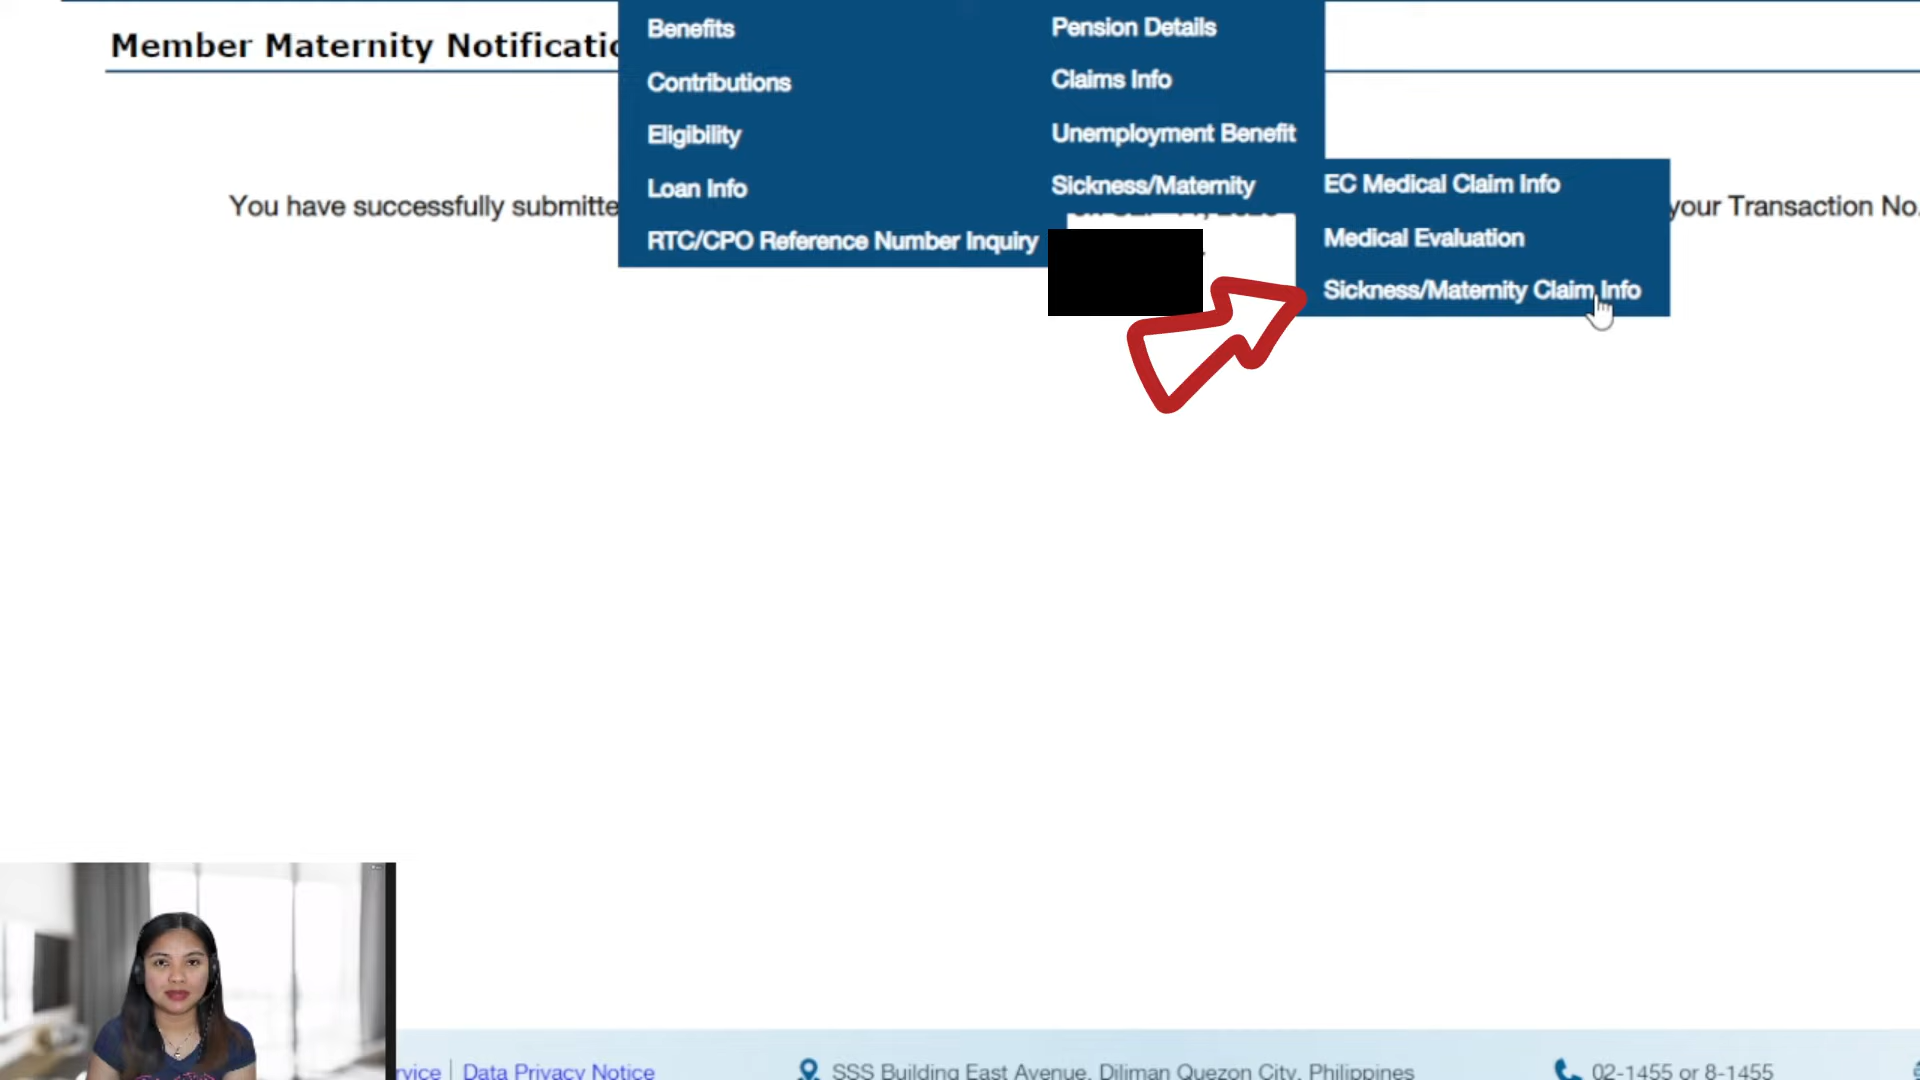 Member Maternity Notificatio
Benefits
Contributions
Eligibility
Loan Info
RTC/CPO Reference Number Inquiry
Pension Details
Claims Info
Unemployment Benefit
Sickness/Maternity
EC Medical Claim Info
Medical Evaluation
Sickness/Maternity Claim Info
You have successfully submitte
your Transaction No.
rvice | Data Privacy Notice
SSS Building East Avenue, Diliman Quezon City, Philippines
02-1455 or 8-1455